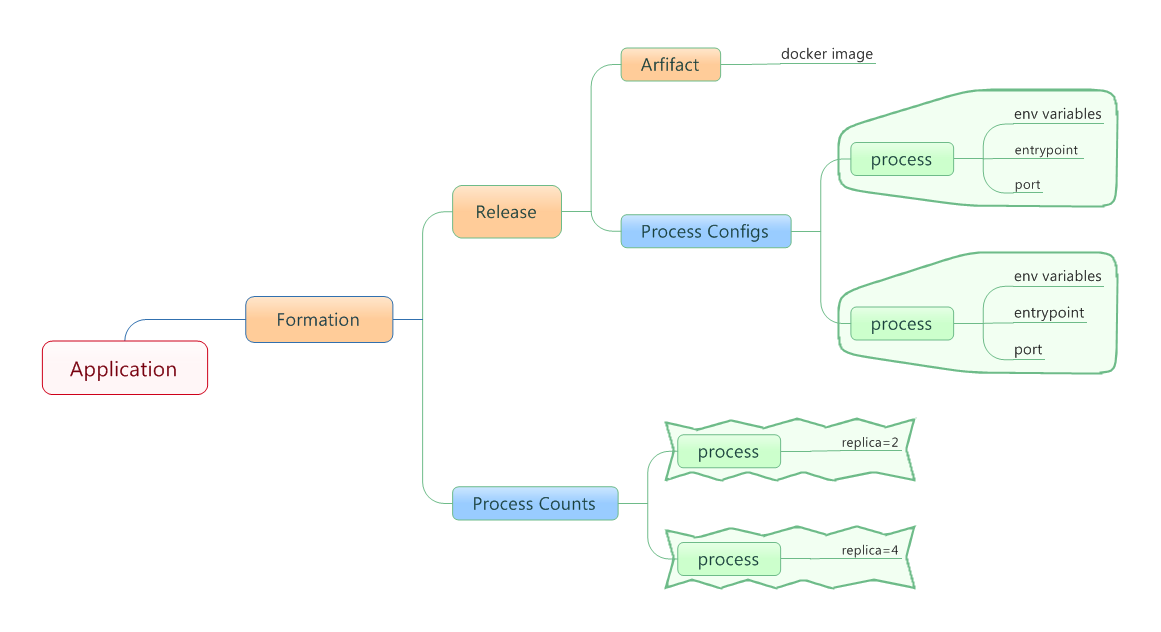 docker image
Arfifact
env variables
process
entrypoint
port
Release
Process Configs
env variables
entrypoint
process
port
Formation
Application
process
replica=2
Process Counts
process
replica=4